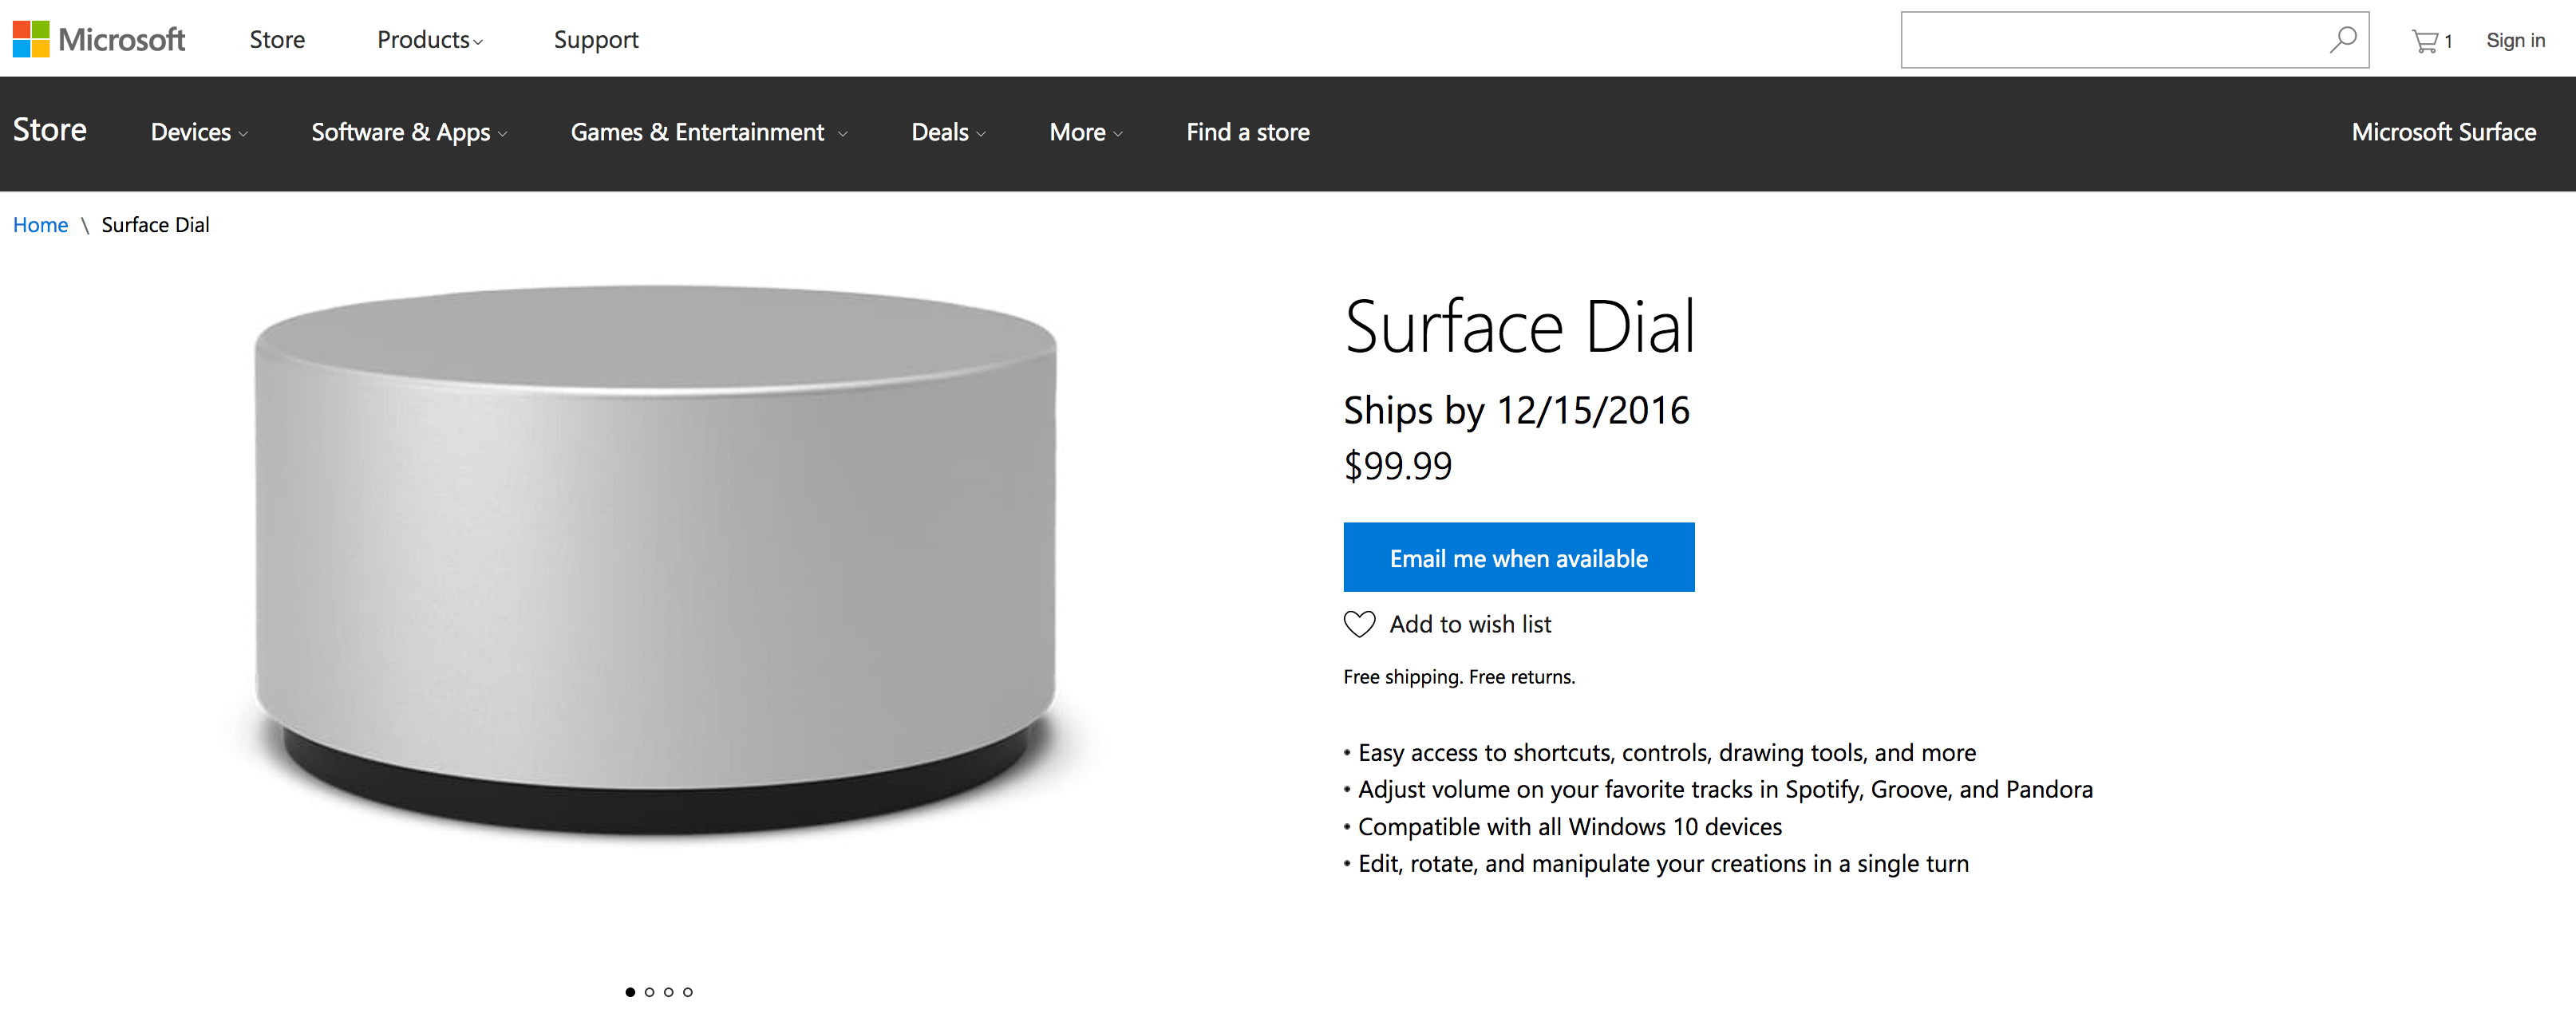 Microsoft Store Products Support 1 Sign in
Store Devices Software & Apps Games & Entertainment Deals More Find a store Microsoft Surface
Home \ Surface Dial
Surface Dial
Ships by 12/15/2016
$99.99
Email me when available
Add to wish list
Free shipping. Free returns.
• Easy access to shortcuts, controls, drawing tools, and more
• Adjust volume on your favorite tracks in Spotify, Groove, and Pandora
• Compatible with all Windows 10 devices
• Edit, rotate, and manipulate your creations in a single turn